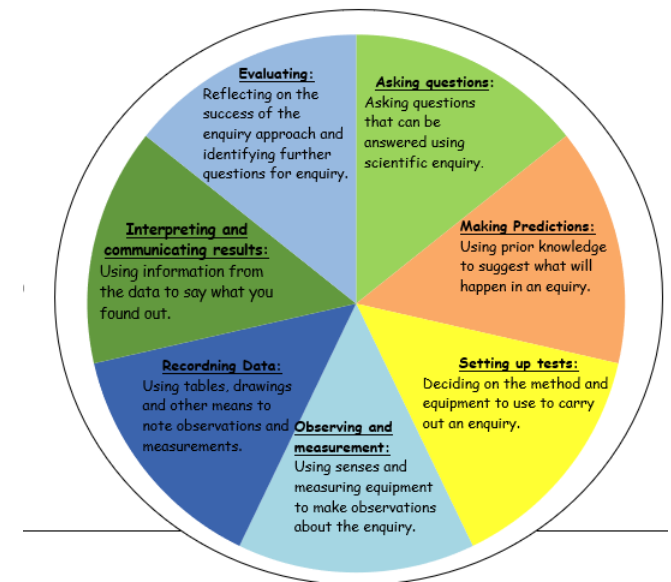 Asking questions:
Asking questions
that can be
answered using
scientific enquiry.
Making Predictions:
Using prior knowledge
to suggest what will
happen in an equiry.
Setting up tests:
Deciding on the method and
equipment to use to carry
out an enquiry.
Observing and
measurement:
Using senses and
measuring equipment
to make observations
about the enquiry.
Recordning Data:
Using tables, drawings
and other means to
note observations and
measurements.
Interpreting and
communicating results:
Using information from
the data to say what you
found out.
Evaluating:
Reflecting on the
success of the
enquiry approach and
identifying further
questions for enquiry.